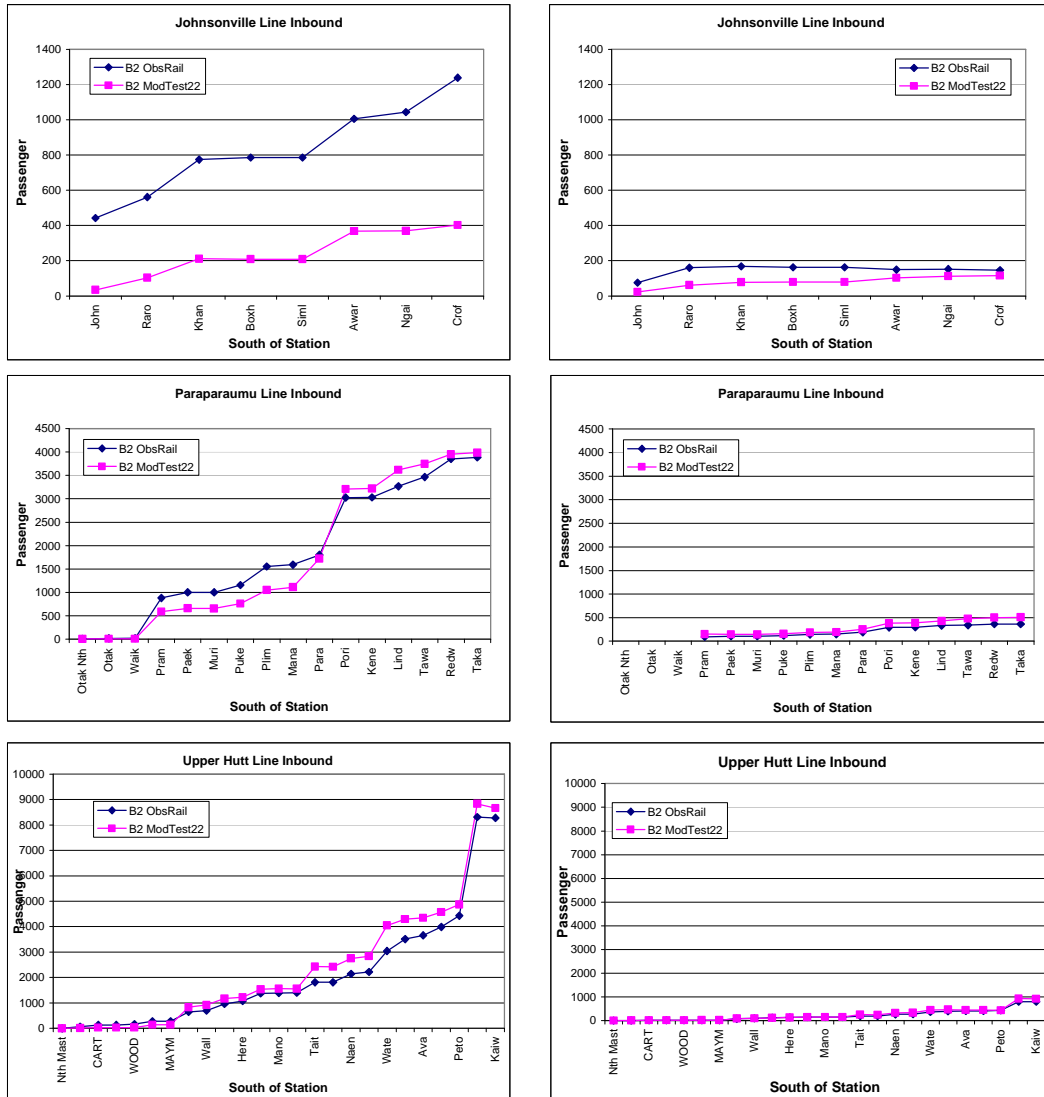 Johnsonville Line Inbound
1400
1200
1000
800
600
400
200
0
Passenger
B2 ObsRail
B2 ModTest22
John Raro Khan Boxh Siml Awar Ngai Crof
South of Station
Johnsonville Line Inbound
1400
1200
1000
800
600
400
200
0
Passenger
B2 ObsRail
B2 ModTest22
John Raro Khan Boxh Siml Awar Ngai Crof
South of Station
Paraparaumu Line Inbound
4500
4000
3500
3000
2500
2000
1500
1000
500
0
Passenger
B2 ObsRail
B2 ModTest22
Otak Nth Otak Waik Pram Paek Muri Puke Plim Mana Para Pori Kene Lind Tawa Redw Taka
South of Station
Paraparaumu Line Inbound
4500
4000
3500
3000
2500
2000
1500
1000
500
0
Passenger
B2 ObsRail
B2 ModTest22
Otak Nth Otak Waik Pram Paek Muri Puke Plim Mana Para Pori Kene Lind Tawa Redw Taka
South of Station
Upper Hutt Line Inbound
10000
9000
8000
7000
6000
5000
4000
3000
2000
1000
0
Passenger
B2 ObsRail
B2 ModTest22
Nth Mast CART WOOD MAYM Wall Here Mano Tait Naen Wate Ava Peto Kaiw
South of Station
Upper Hutt Line Inbound
10000
9000
8000
7000
6000
5000
4000
3000
2000
1000
0
Passenger
B2 ObsRail
B2 ModTest22
Nth Mast CART WOOD MAYM Wall Here Mano Tait Naen Wate Ava Peto Kaiw
South of Station